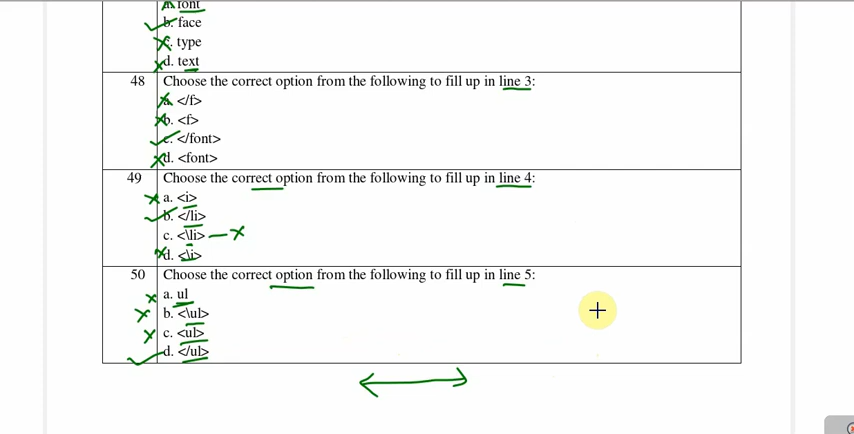 a. font
b. face
c. type
d. text
48 Choose the correct option from the following to fill up in line 3:
a. </f>
b. <f>
c. </font>
d. <font>
49 Choose the correct option from the following to fill up in line 4:
a. <i>
b. </li>
c. <\li>
d. <\i>
50 Choose the correct option from the following to fill up in line 5:
a. ul
b. <\ul>
c. <ul>
d. </ul>